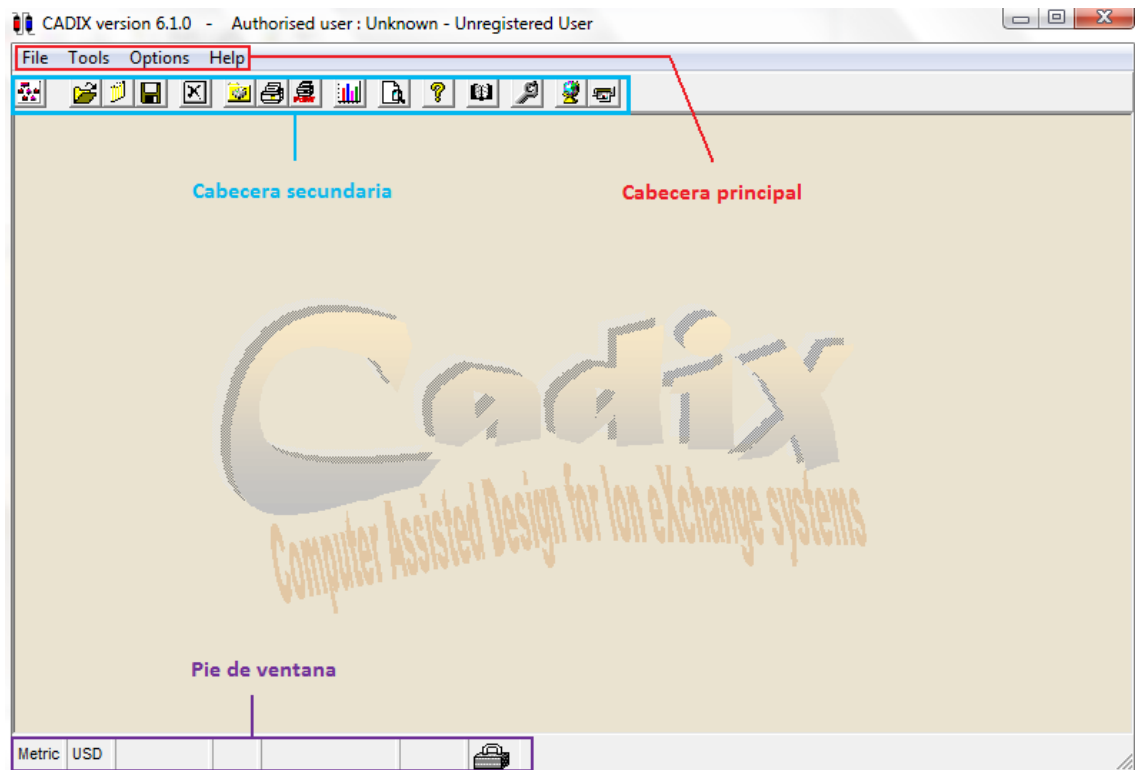 CADIX version 6.1.0 - Authorised user : Unknown - Unregistered User
File Tools Options Help
Cabecera secundaria
Cabecera principal
Cadix
Computer Assisted Design for Ion eXchange systems
Pie de ventana
Metric USD